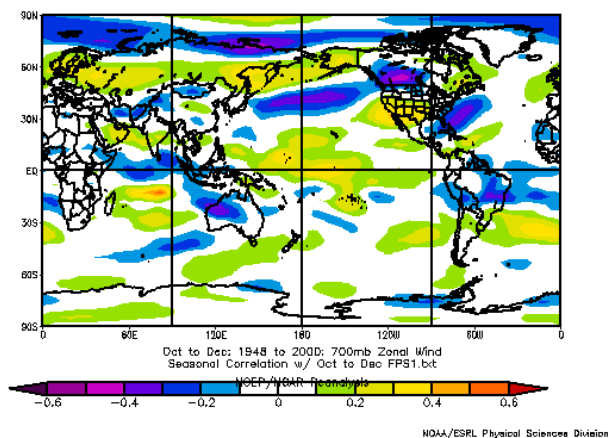 90N
60N
30N
EQ
30S
60S
90S
0 60E 120E 180 120W 60W 0
Oct to Dec: 1948 to 2000: 700mb Zonal Wind
Seasonal Correlation w/ Oct to Dec FPS1.txt
NCEP/NCAR Reanalysis
-0.6 -0.4 -0.2 0 0.2 0.4 0.6
NOAA/ESRL Physical Sciences Division